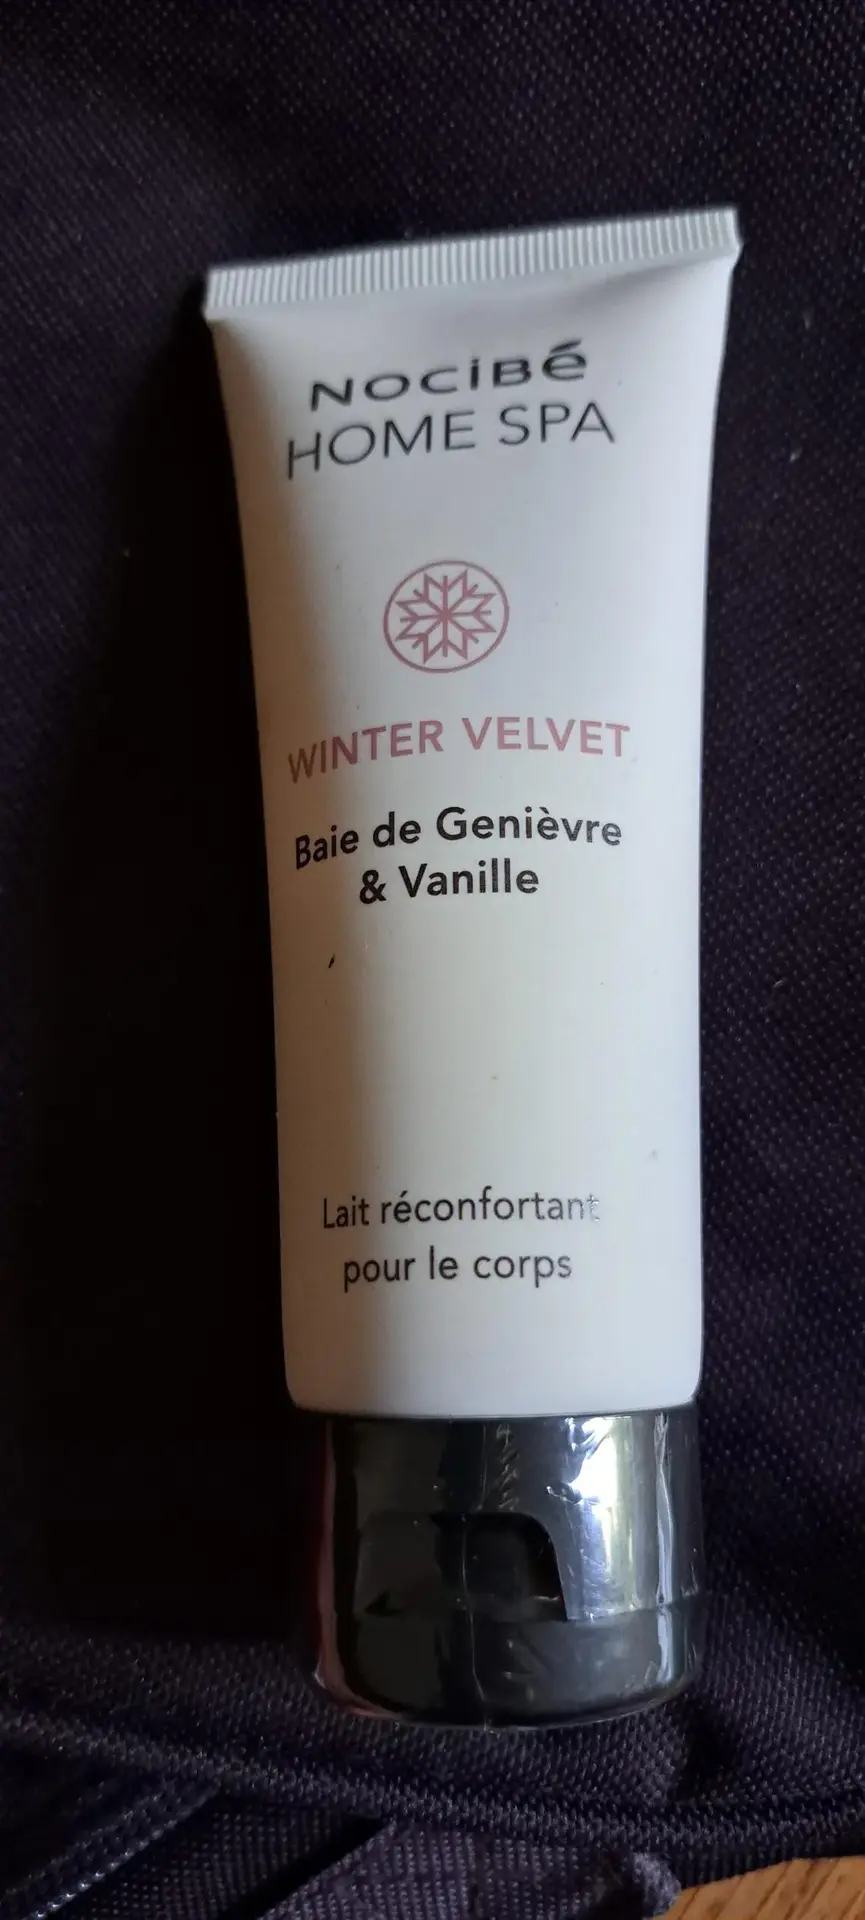 NOCIBÉ
HOME SPA
WINTER VELVET
Baie de Genièvre
& Vanille
Lait réconfortant
pour le corps